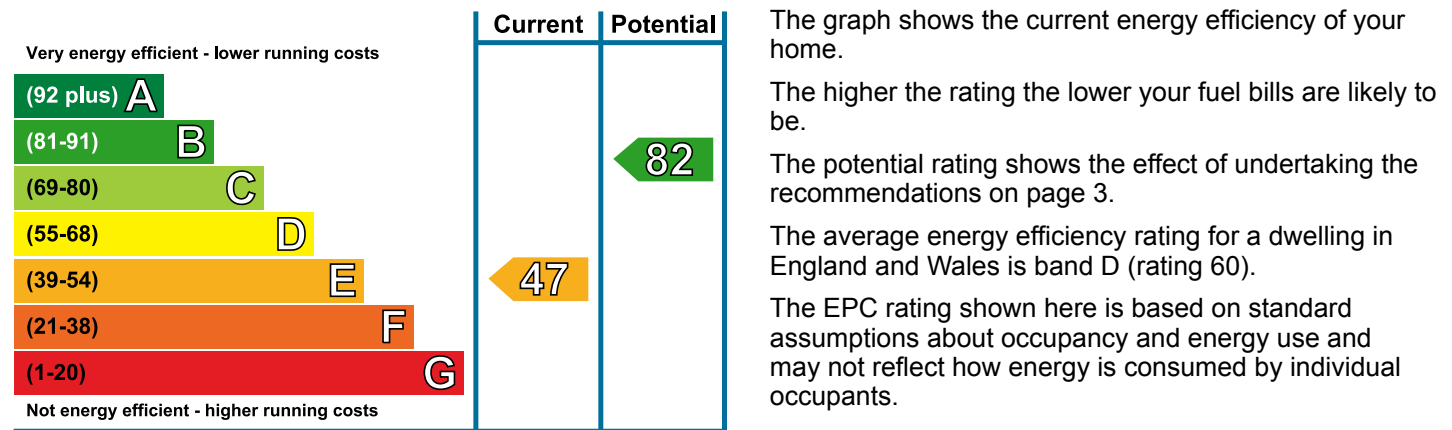 Current Potential
Very energy efficient - lower running costs
(92 plus) A
(81-91) B
82
(69-80) C
(55-68) D
(39-54) E
47
(21-38) F
(1-20) G
Not energy efficient - higher running costs
The graph shows the current energy efficiency of your
home.
The higher the rating the lower your fuel bills are likely to
be.
The potential rating shows the effect of undertaking the
recommendations on page 3.
The average energy efficiency rating for a dwelling in
England and Wales is band D (rating 60).
The EPC rating shown here is based on standard
assumptions about occupancy and energy use and
may not reflect how energy is consumed by individual
occupants.